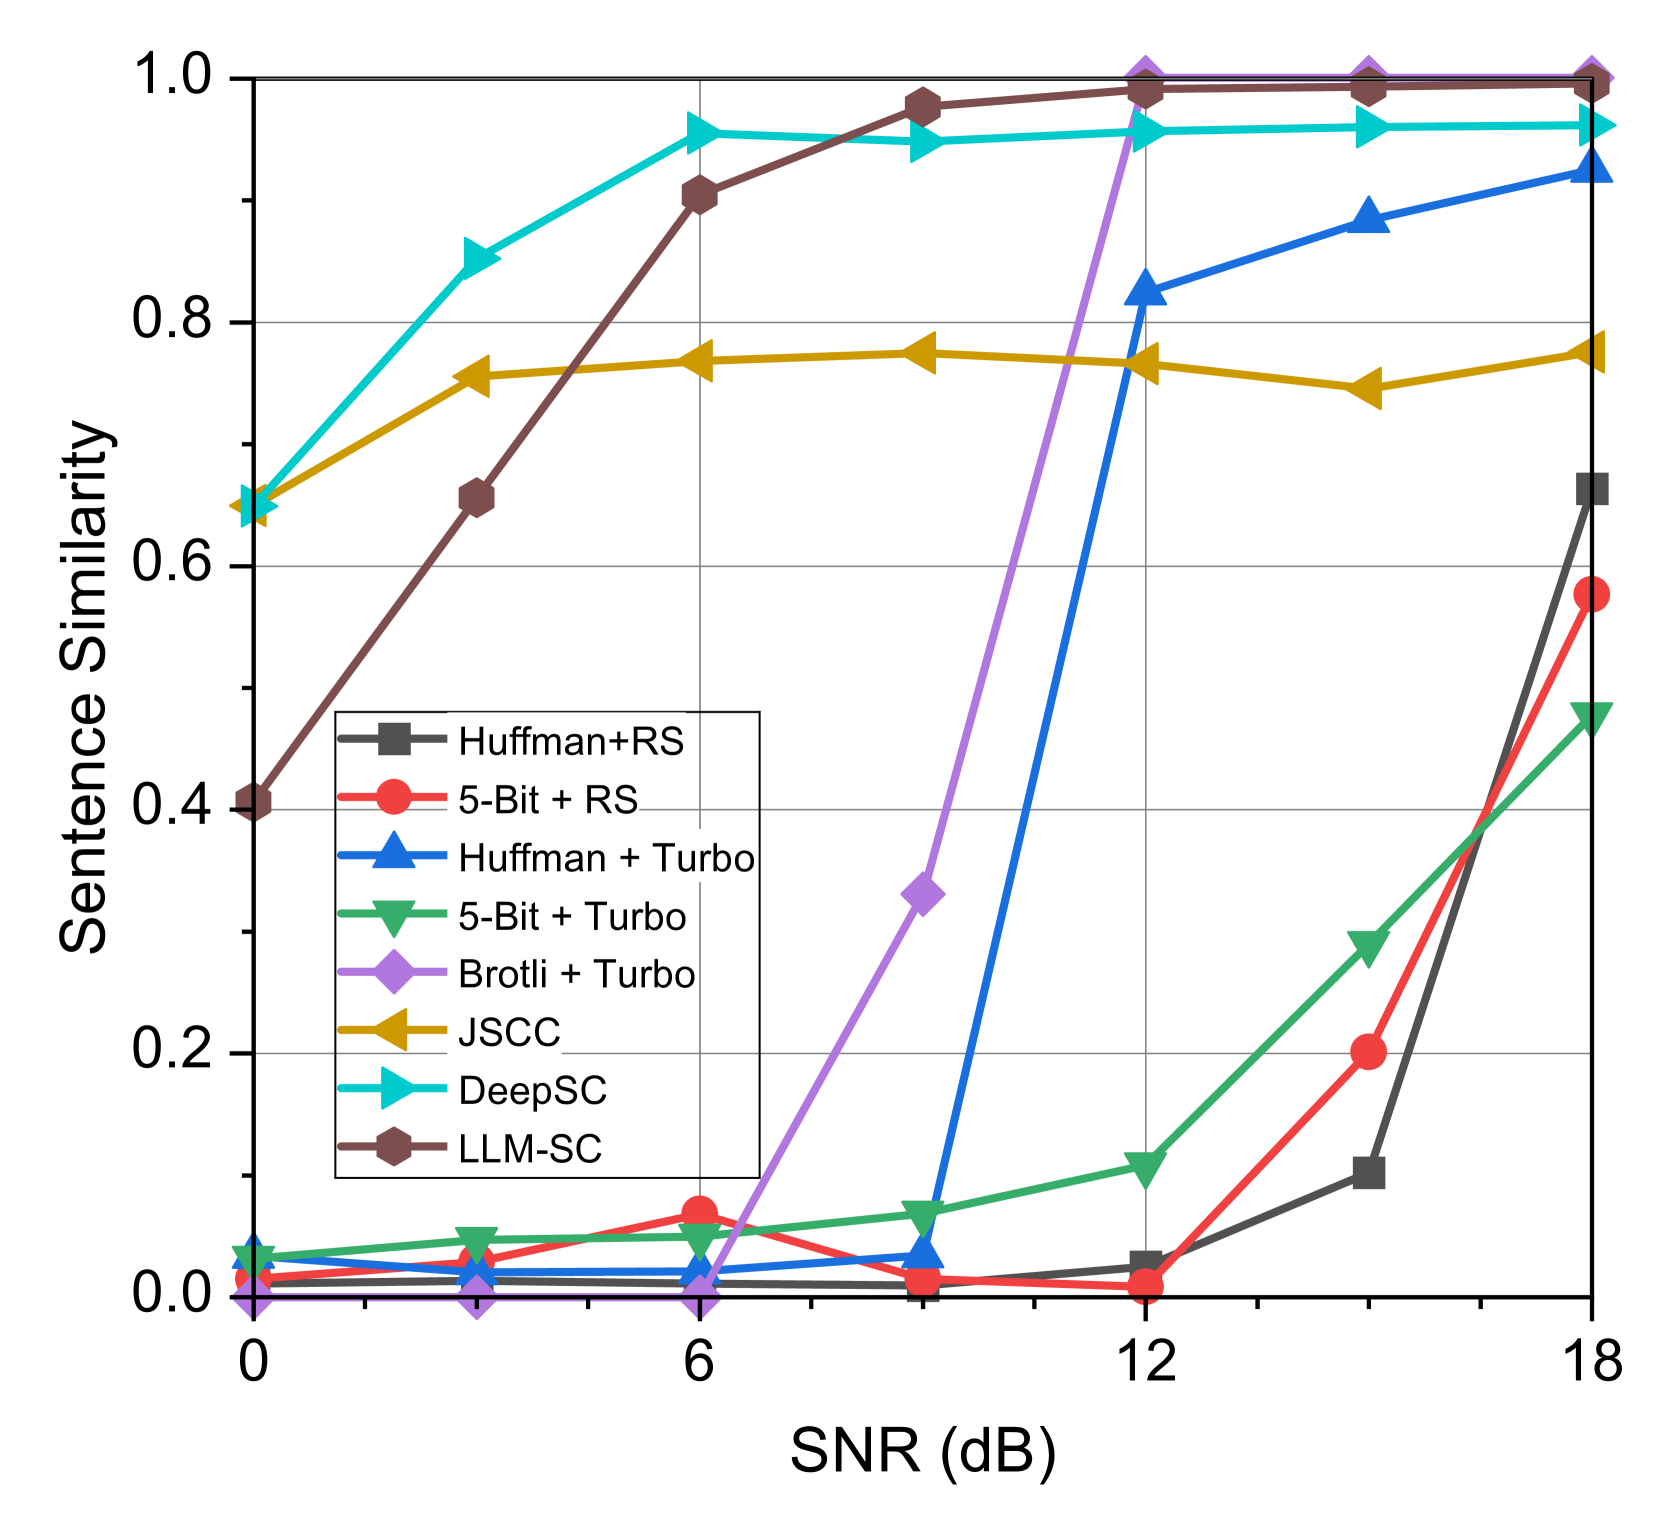 1.0
0.8
0.6
0.4
0.2
0.0
Sentence Similarity
Huffman+RS
5-Bit + RS
Huffman + Turbo
5-Bit + Turbo
Brotli + Turbo
JSCC
DeepSC
LLM-SC
0 6 12 18
SNR (dB)